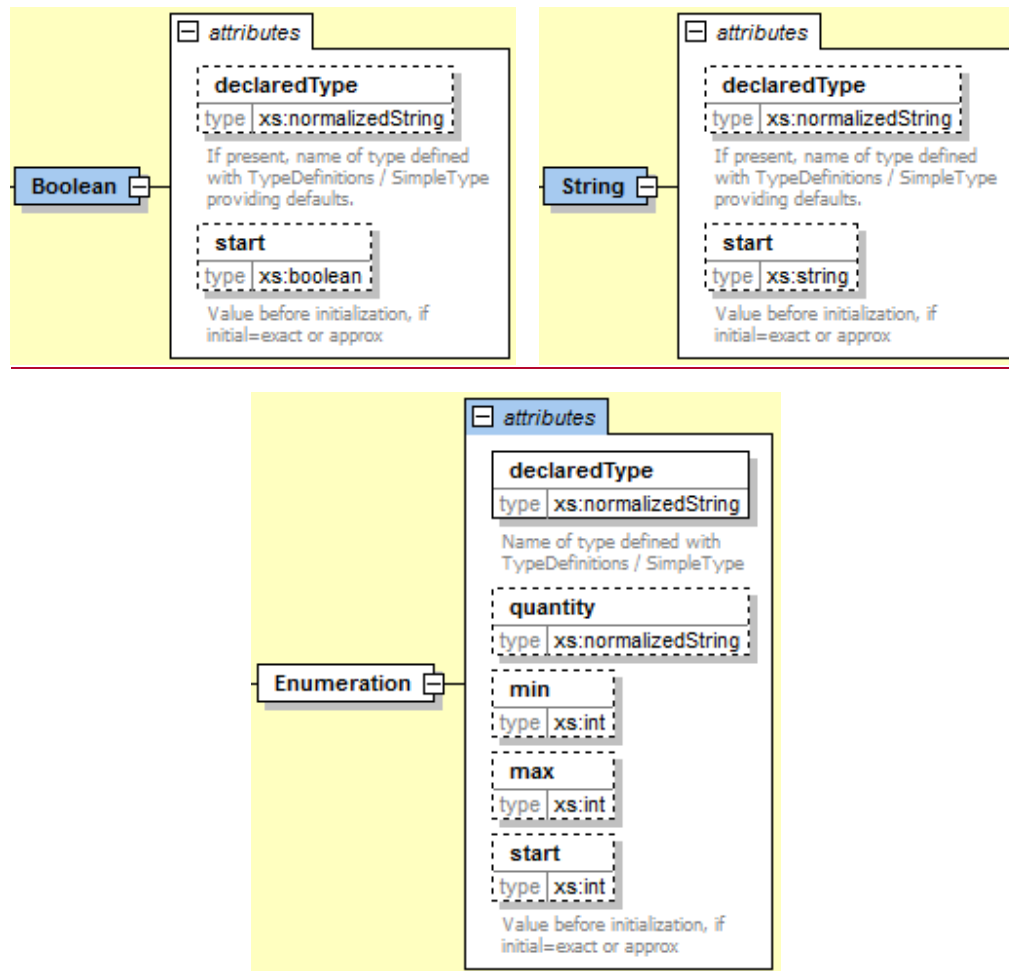 attributes
declaredType
type xs:normalizedString
If present, name of type defined
with TypeDefinitions / SimpleType
providing defaults.
Boolean
start
type xs:boolean
Value before initialization, if
initial=exact or approx
attributes
declaredType
type xs:normalizedString
If present, name of type defined
with TypeDefinitions / SimpleType
providing defaults.
String
start
type xs:string
Value before initialization, if
initial=exact or approx
attributes
declaredType
type xs:normalizedString
Name of type defined with
TypeDefinitions / SimpleType
quantity
type xs:normalizedString
Enumeration
min
type xs:int
max
type xs:int
start
type xs:int
Value before initialization, if
initial=exact or approx